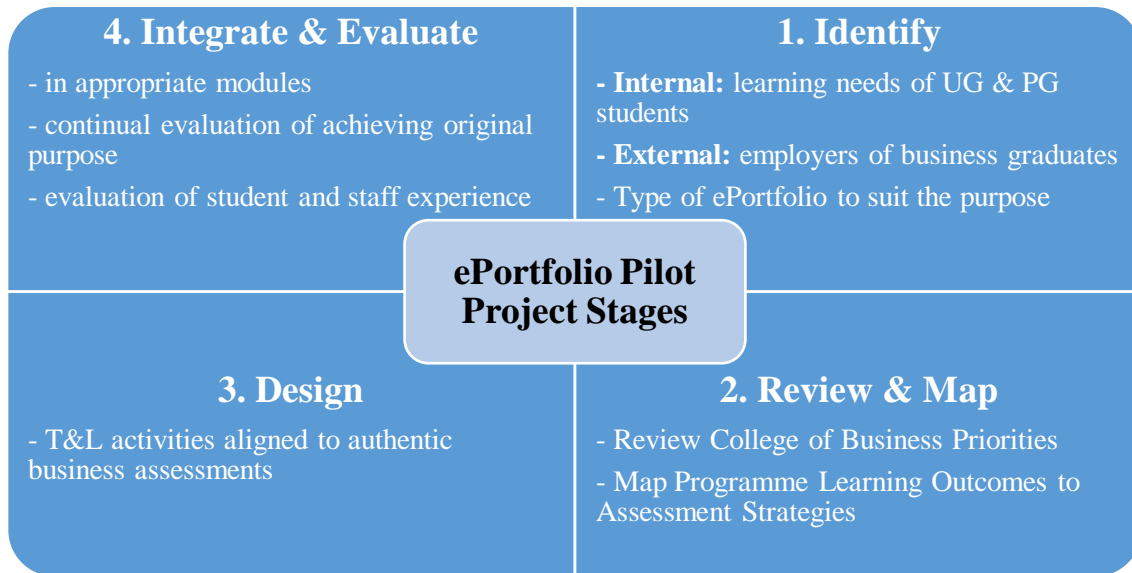 4. Integrate & Evaluate
- in appropriate modules
- continual evaluation of achieving original
purpose
- evaluation of student and staff experience
1. Identify
- Internal: learning needs of UG & PG
students
- External: employers of business graduates
- Type of ePortfolio to suit the purpose
ePortfolio Pilot
Project Stages
3. Design
- T&L activities aligned to authentic
business assessments
2. Review & Map
- Review College of Business Priorities
- Map Programme Learning Outcomes to
Assessment Strategies